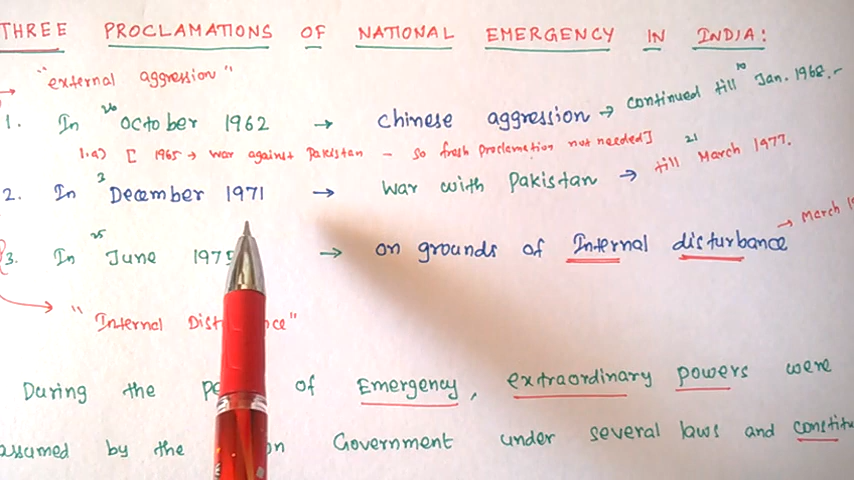 THREE PROCLAMATIONS OF NATIONAL EMERGENCY IN INDIA:
"external aggression"
1. In 26 October 1962 → Chinese aggression → continued till 10 Jan. 1968.
1.a) [ 1965 → war against Pakistan - so fresh proclamation not needed]
2. In 3 December 1971 → War with Pakistan → till 21 March 1977.
3. In 25 June 197 → on grounds of Internal disturbance → March
"Internal Dist nce"
During the of Emergency, extraordinary powers were
assumed by the on Government under several laws and constitu